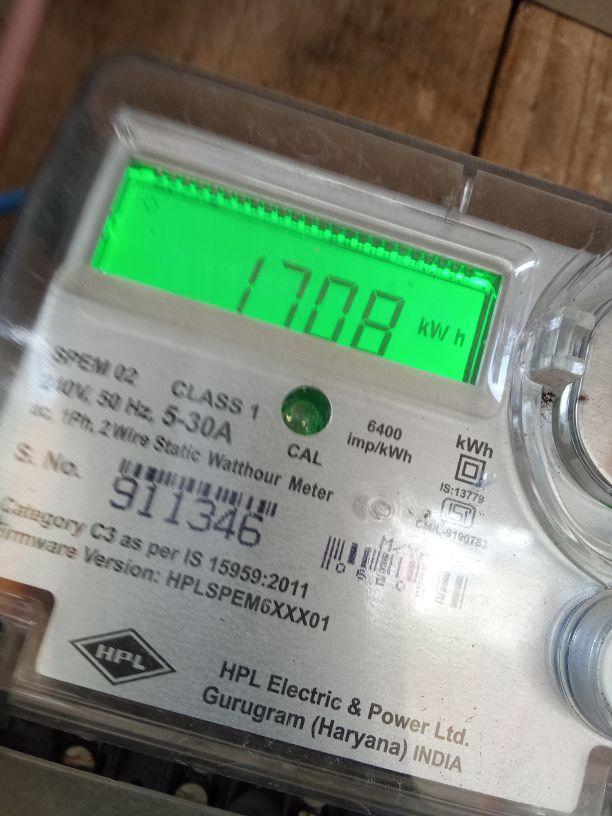 1708 kWh
SPEM 02
CLASS 1
240V, 50 Hz, 5-30A
ac. 1Ph, 2 Wire Static Watthour Meter
CAL
6400
imp/kWh
kWh
IS:13779
CM/L-9190783
S. No.
911346
Category C3 as per IS 15959:2011
Firmware Version: HPLSPEM6XXX01
HPL
HPL Electric & Power Ltd.
Gurugram (Haryana) INDIA